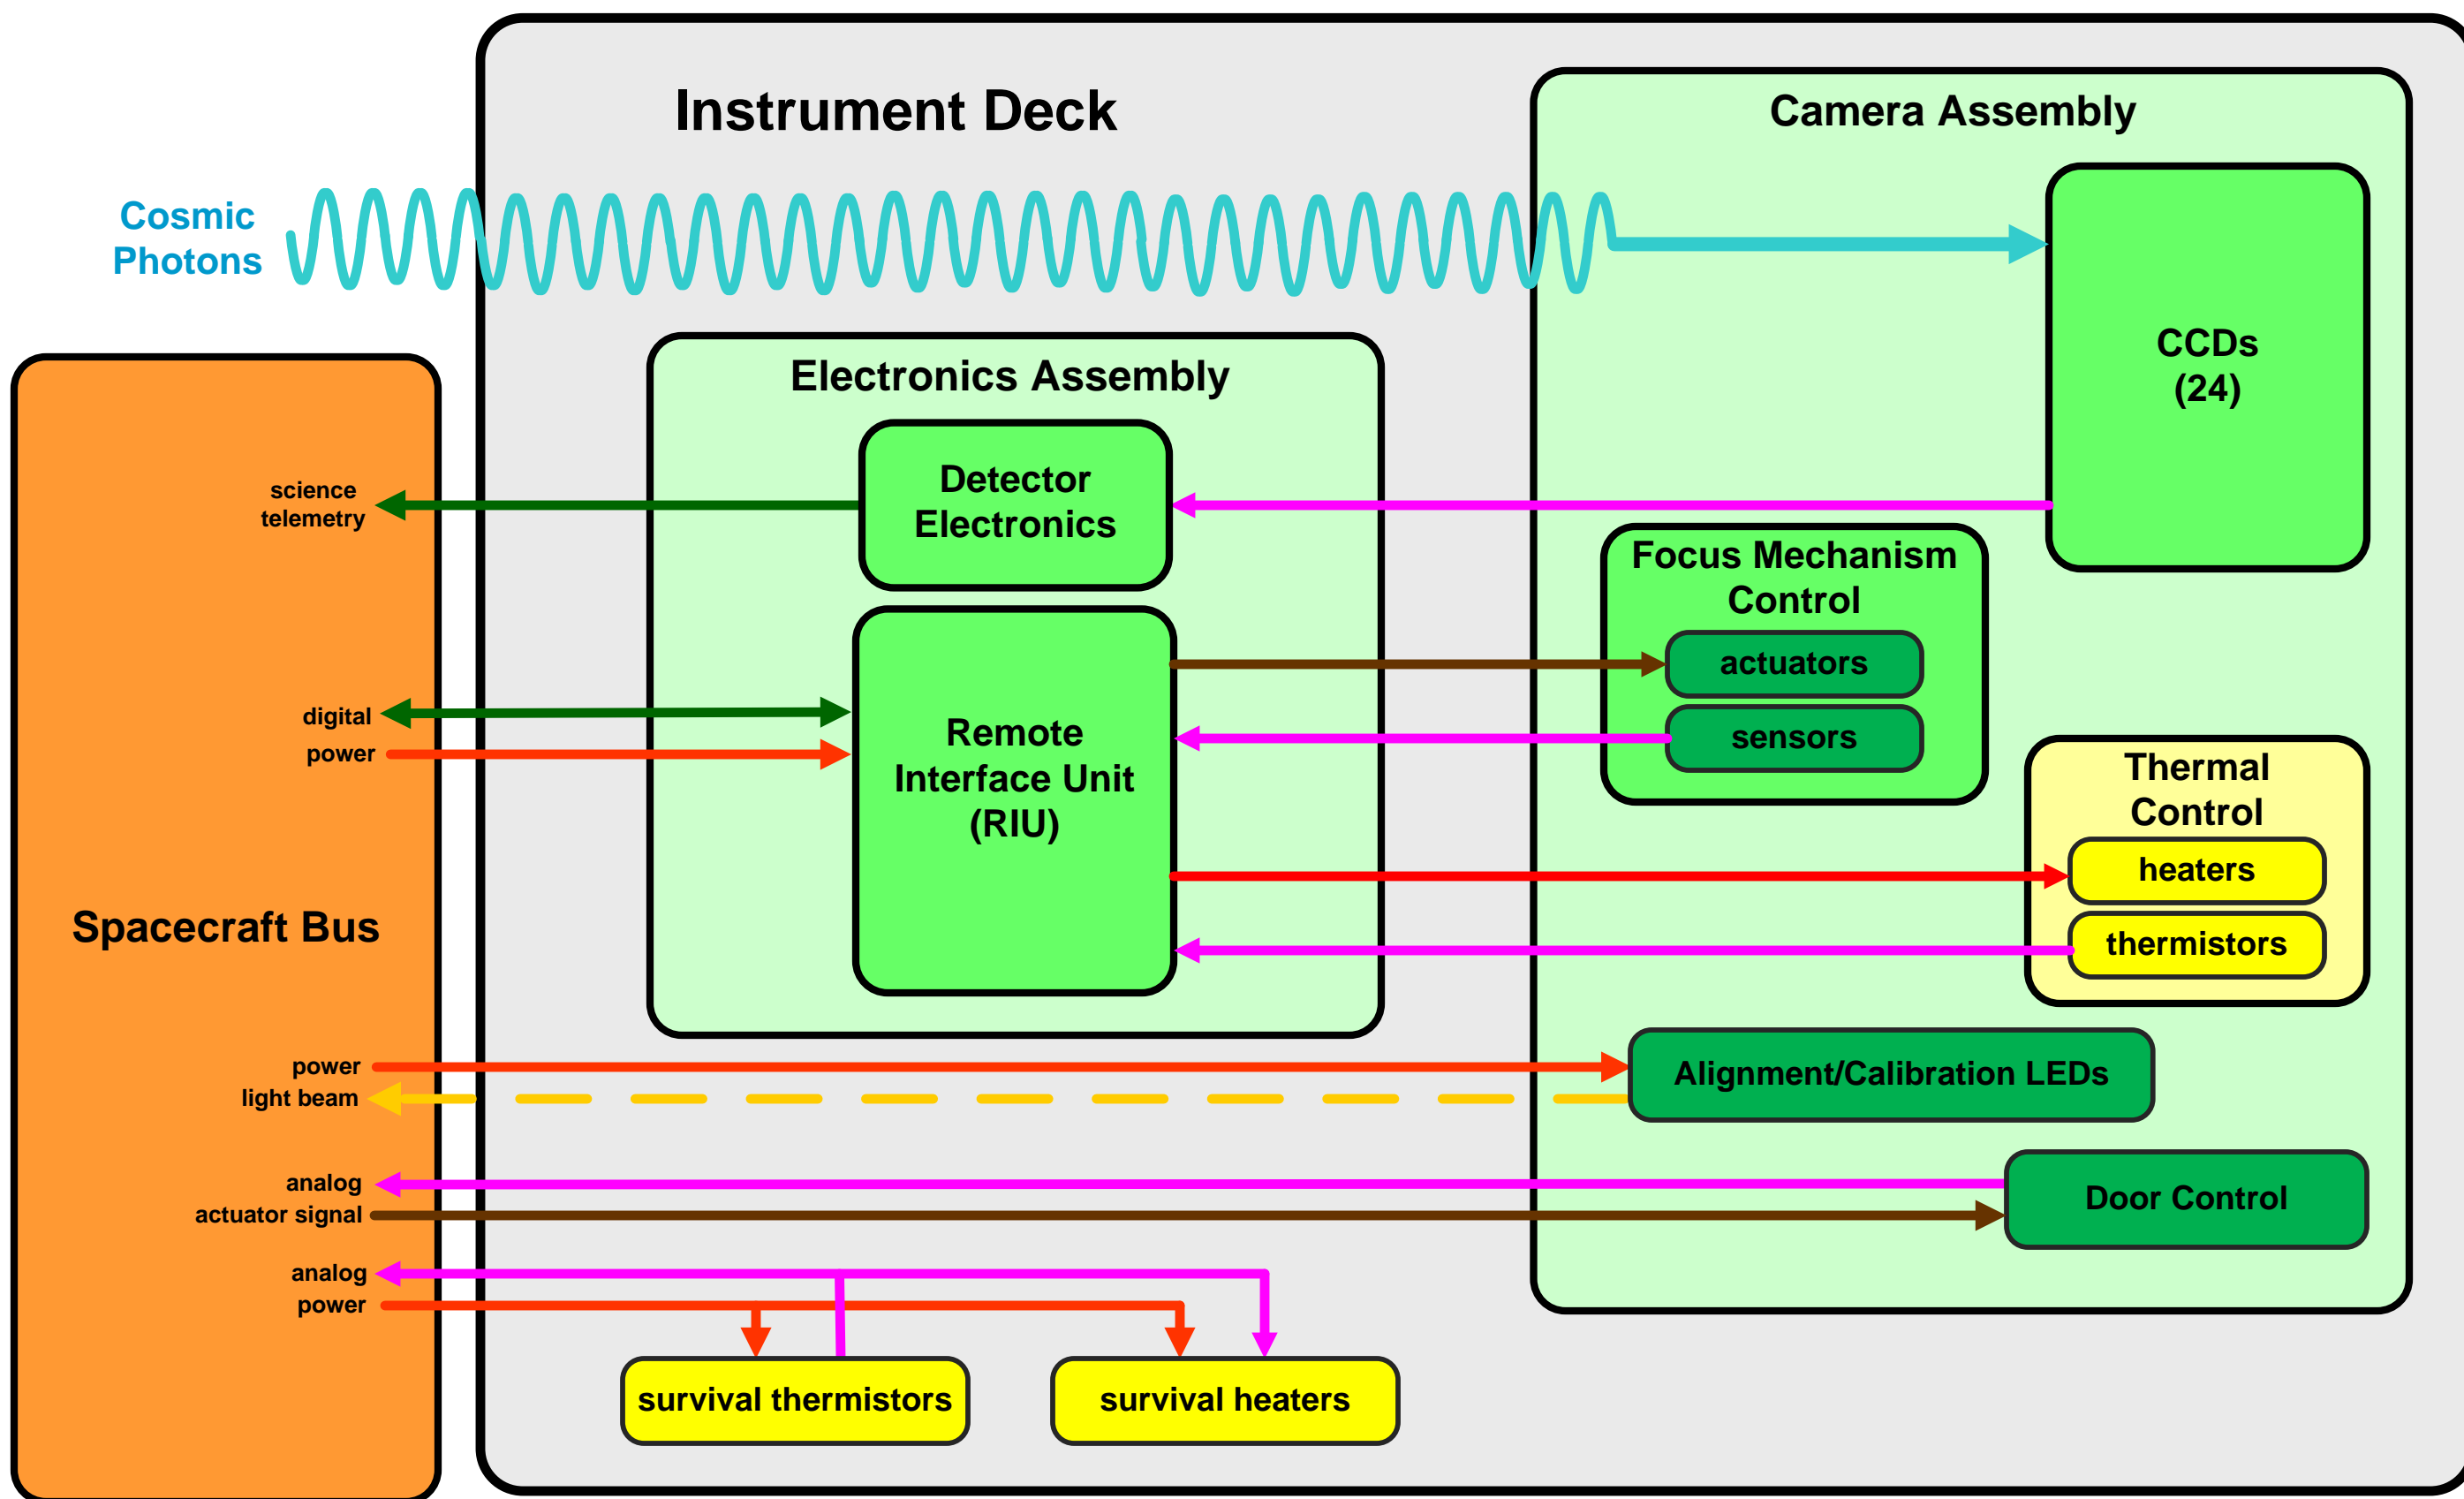 Instrument Deck
Camera Assembly
Cosmic
Photons
CCDs
(24)
Electronics Assembly
Detector
Electronics
science
telemetry
Focus Mechanism
Control
actuators
sensors
digital
power
Remote
Interface Unit
(RIU)
Thermal
Control
heaters
thermistors
Spacecraft Bus
power
light beam
Alignment/Calibration LEDs
analog
actuator signal
Door Control
analog
power
survival thermistors
survival heaters